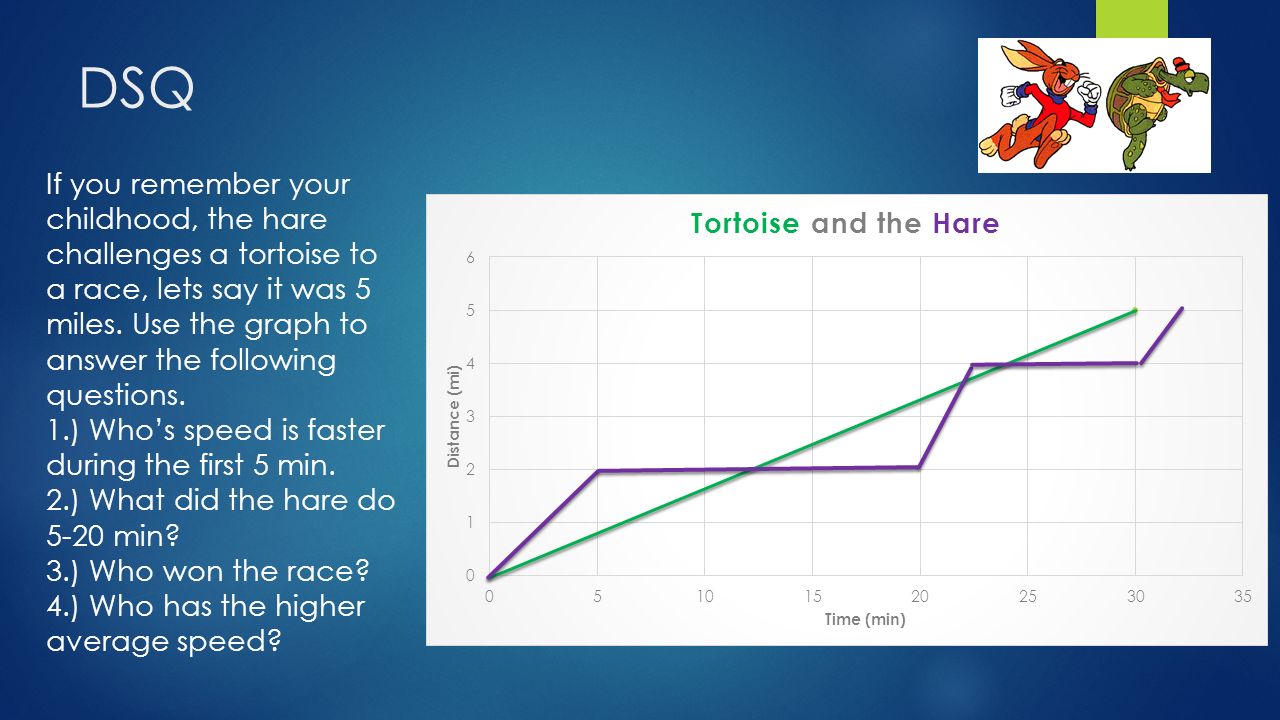 DSQ
If you remember your
childhood, the hare
challenges a tortoise to
a race, lets say it was 5
miles. Use the graph to
answer the following
questions.
1.) Who’s speed is faster
during the first 5 min.
2.) What did the hare do
5-20 min?
3.) Who won the race?
4.) Who has the higher
average speed?
Tortoise and the Hare
6
5
4
3
2
1
0
Distance (mi)
0 5 10 15 20 25 30 35
Time (min)